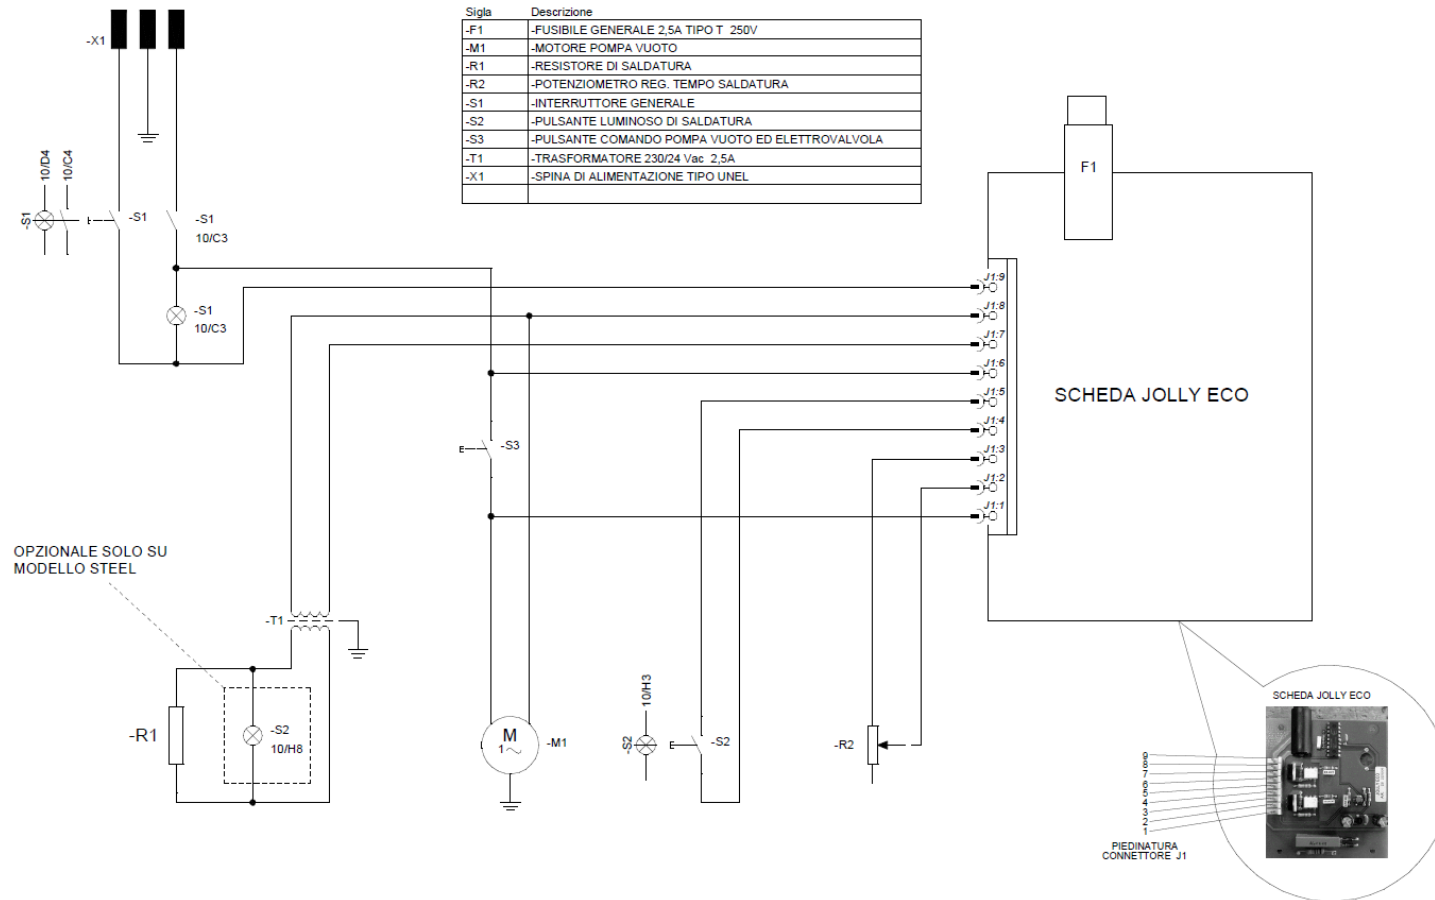 Sigla Descrizione
-F1 -FUSIBILE GENERALE 2,5A TIPO T 250V
-M1 -MOTORE POMPA VUOTO
-R1 -RESISTORE DI SALDATURA
-R2 -POTENZIOMETRO REG. TEMPO SALDATURA
-S1 -INTERRUTTORE GENERALE
-S2 -PULSANTE LUMINOSO DI SALDATURA
-S3 -PULSANTE COMANDO POMPA VUOTO ED ELETTROVALVOLA
-T1 -TRASFORMATORE 230/24 Vac 2,5A
-X1 -SPINA DI ALIMENTAZIONE TIPO UNEL
-X1
10/D4
10/C4
-S1
-S1
-S1
10/C3
-S1
10/C3
F1
J1:9
J1:8
J1:7
J1:6
J1:5
J1:4
J1:3
J1:2
J1:1
SCHEDA JOLLY ECO
-S3
OPZIONALE SOLO SU
MODELLO STEEL
-T1
-R1
-S2
10/H8
M
1
-M1
10/H3
-S2
-S2
-R2
SCHEDA JOLLY ECO
9
8
7
6
5
4
3
2
1
PIEDINATURA
CONNETTORE J1